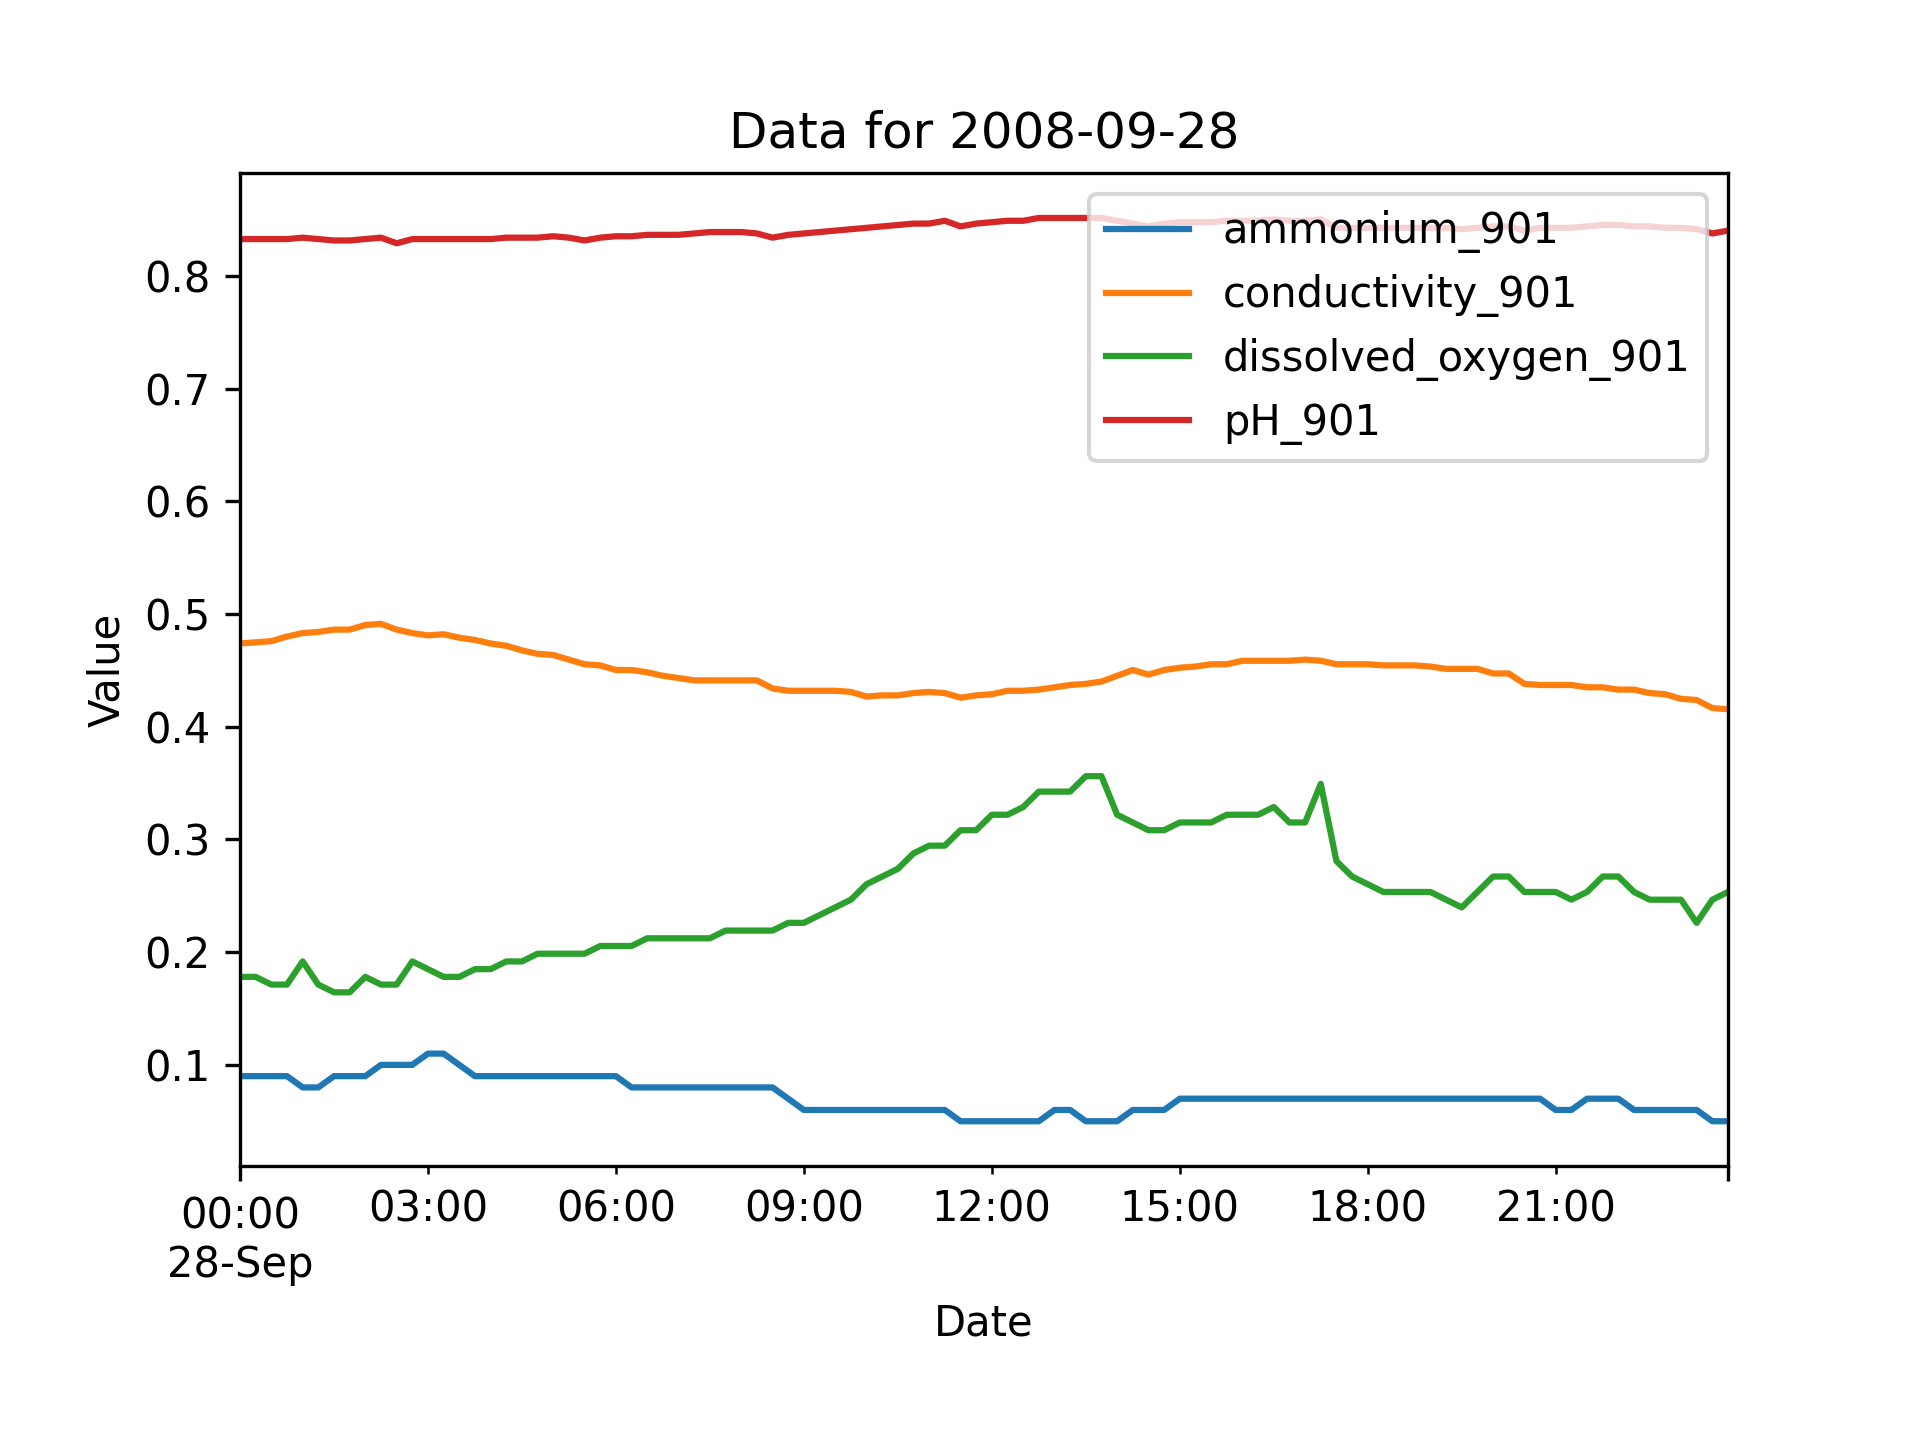 Data for 2008-09-28
ammonium_901
conductivity_901
dissolved_oxygen_901
pH_901
0.8
0.7
0.6
0.5
0.4
0.3
0.2
0.1
Value
00:00 03:00 06:00 09:00 12:00 15:00 18:00 21:00
28-Sep
Date